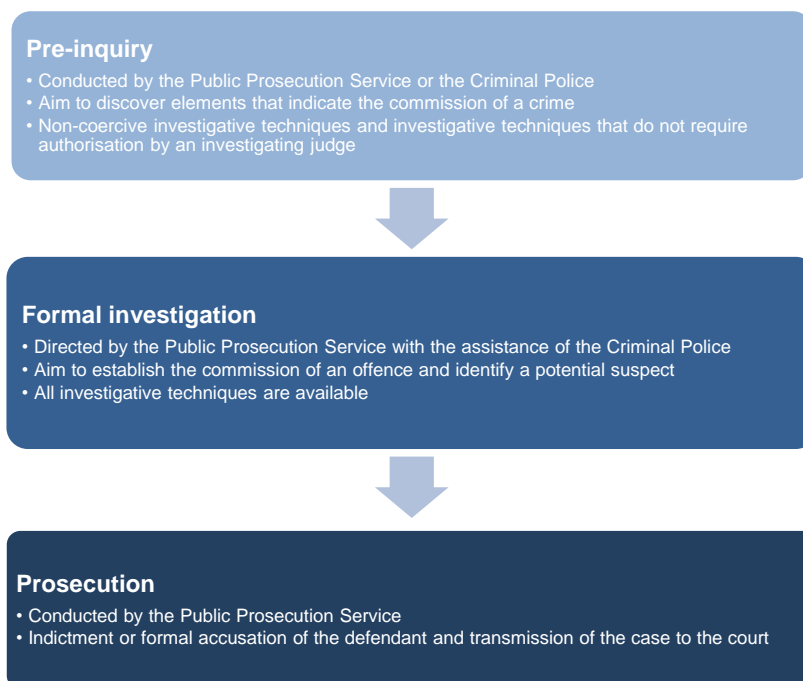 Pre-inquiry
• Conducted by the Public Prosecution Service or the Criminal Police
• Aim to discover elements that indicate the commission of a crime
• Non-coercive investigative techniques and investigative techniques that do not require
authorisation by an investigating judge
Formal investigation
• Directed by the Public Prosecution Service with the assistance of the Criminal Police
• Aim to establish the commission of an offence and identify a potential suspect
• All investigative techniques are available
Prosecution
• Conducted by the Public Prosecution Service
• Indictment or formal accusation of the defendant and transmission of the case to the court